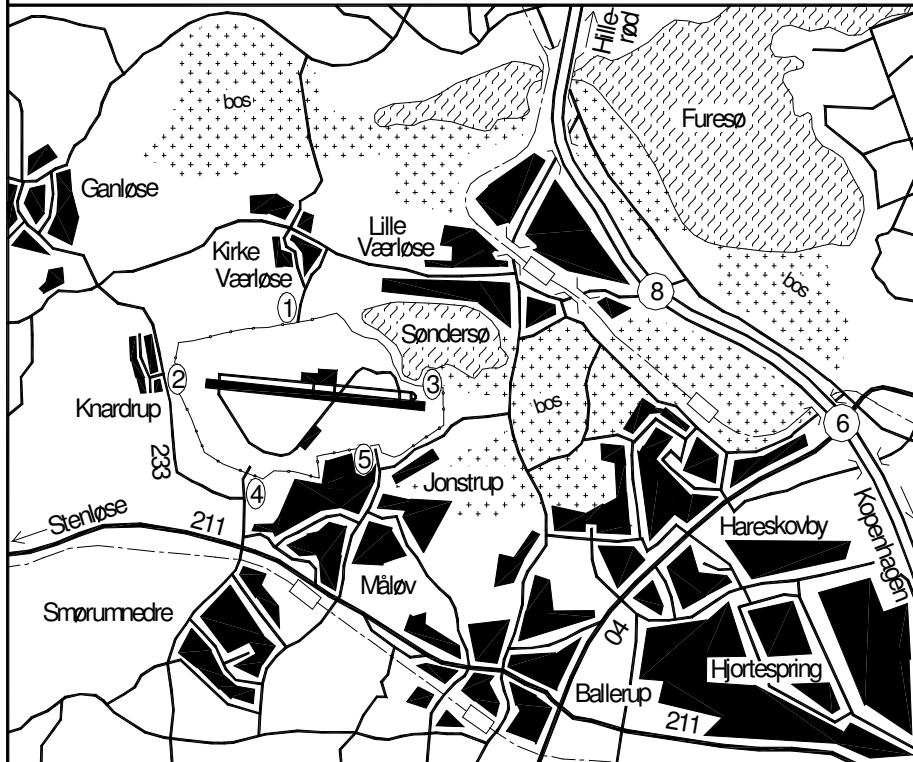 Hille-
rød
bos
Furesø
Ganløse
Lille
Værløse
Kirke
Værløse
bos
8
1
Søndersø
2
3
Knardrup
bos
6
233
5
4
Jonstrup
Kopenhagen
Stenløse
211
Hareskovby
Måløv
Smørumnedre
04
Hjortespring
Ballerup
211